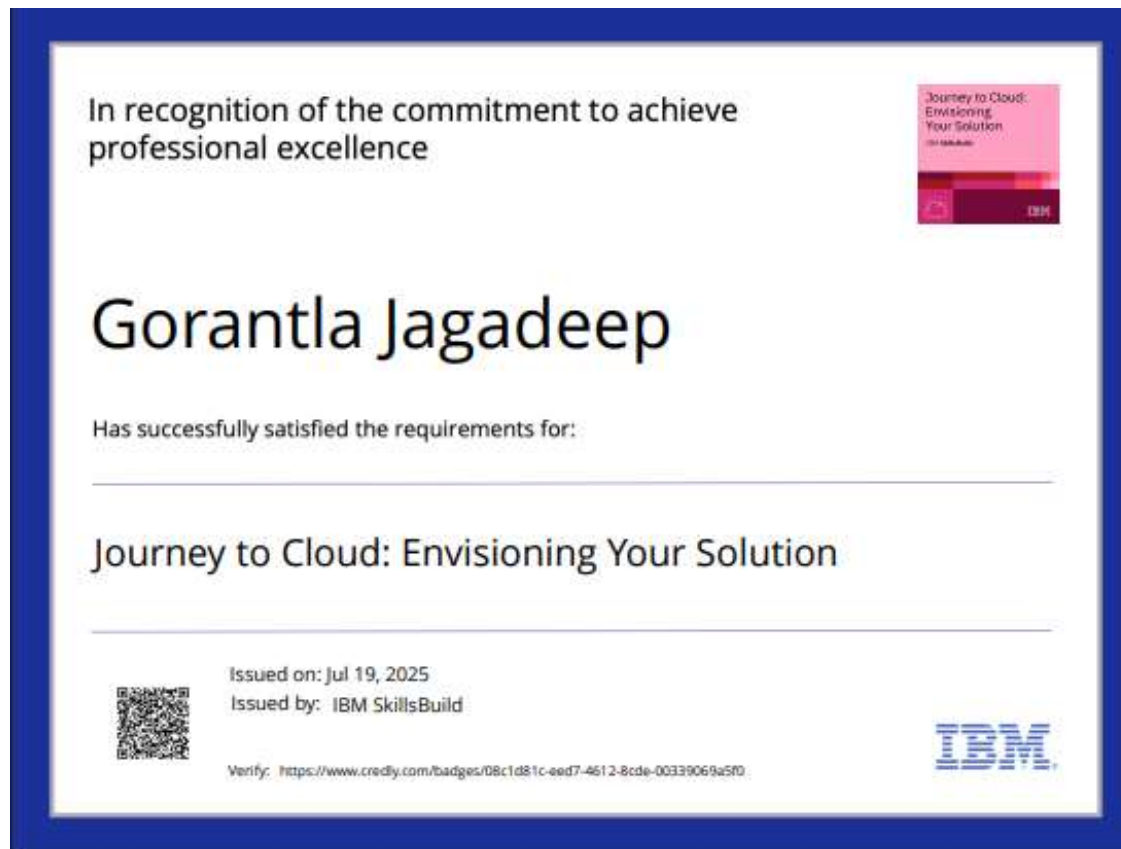 In recognition of the commitment to achieve
professional excellence
Journey to Cloud:
Envisioning
Your Solution
IBM SkillsBuild
IBM
Gorantla Jagadeep
Has successfully satisfied the requirements for:
Journey to Cloud: Envisioning Your Solution
Issued on: Jul 19, 2025
Issued by: IBM SkillsBuild
Verify: https://www.credly.com/badges/08c1d81c-eed7-4612-8cde-00339069a5f0
IBM